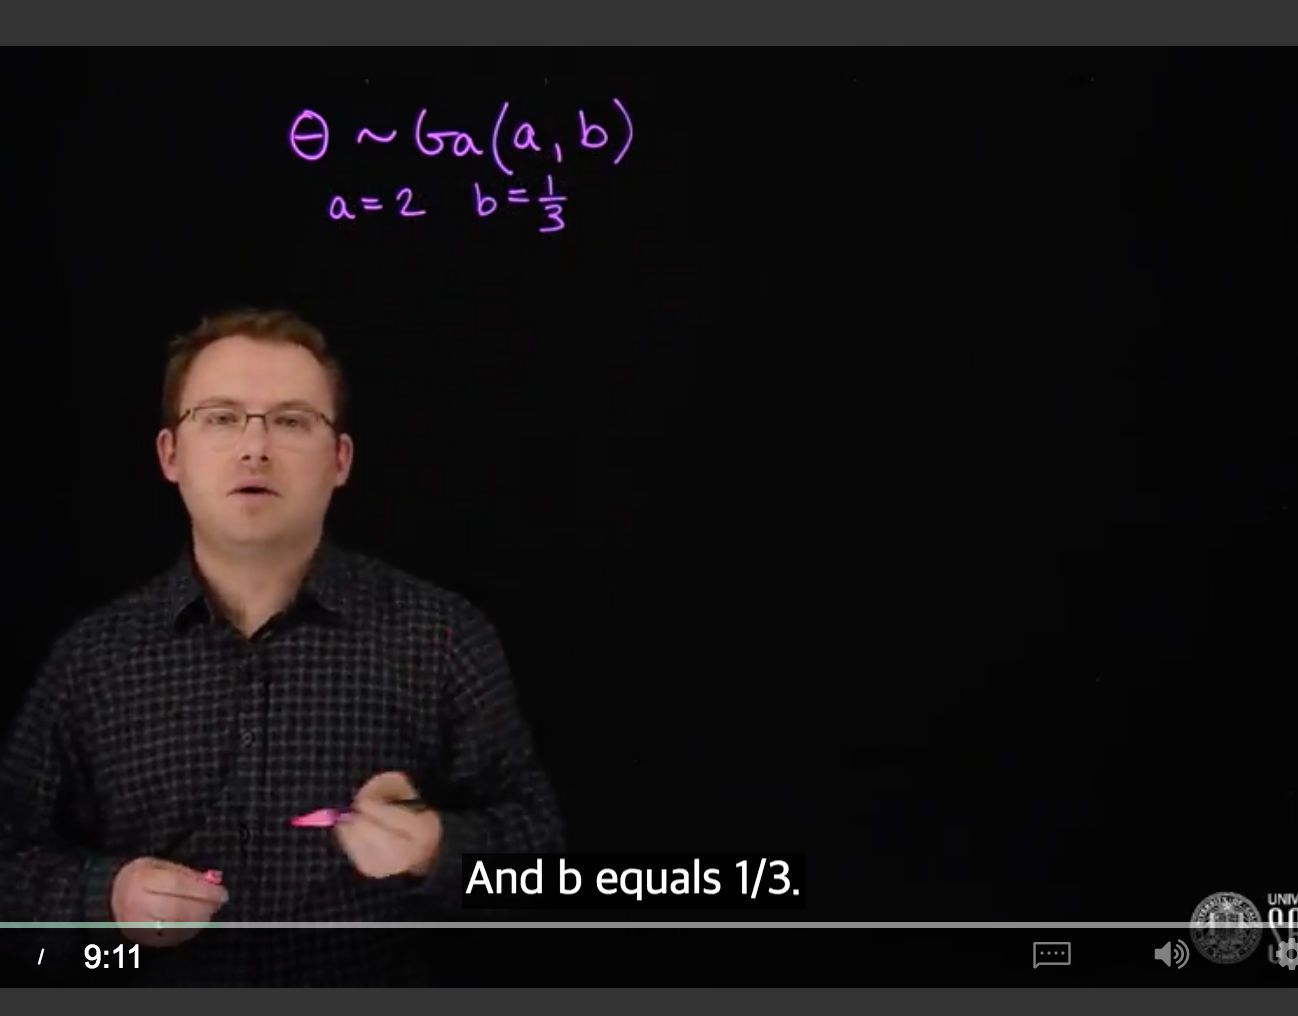 θ ~ Ga(a, b)
a = 2 b = 1/3
And b equals 1/3.
/ 9:11